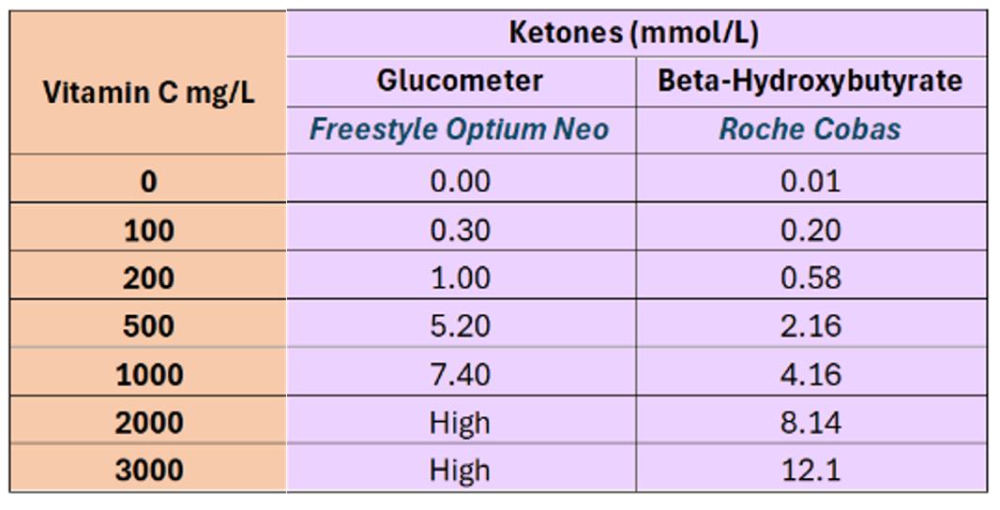 Ketones (mmol/L)
Vitamin C mg/L
Glucometer Beta-Hydroxybutyrate
Freestyle Optium Neo Roche Cobas
0 0.00 0.01
100 0.30 0.20
200 1.00 0.58
500 5.20 2.16
1000 7.40 4.16
2000 High 8.14
3000 High 12.1